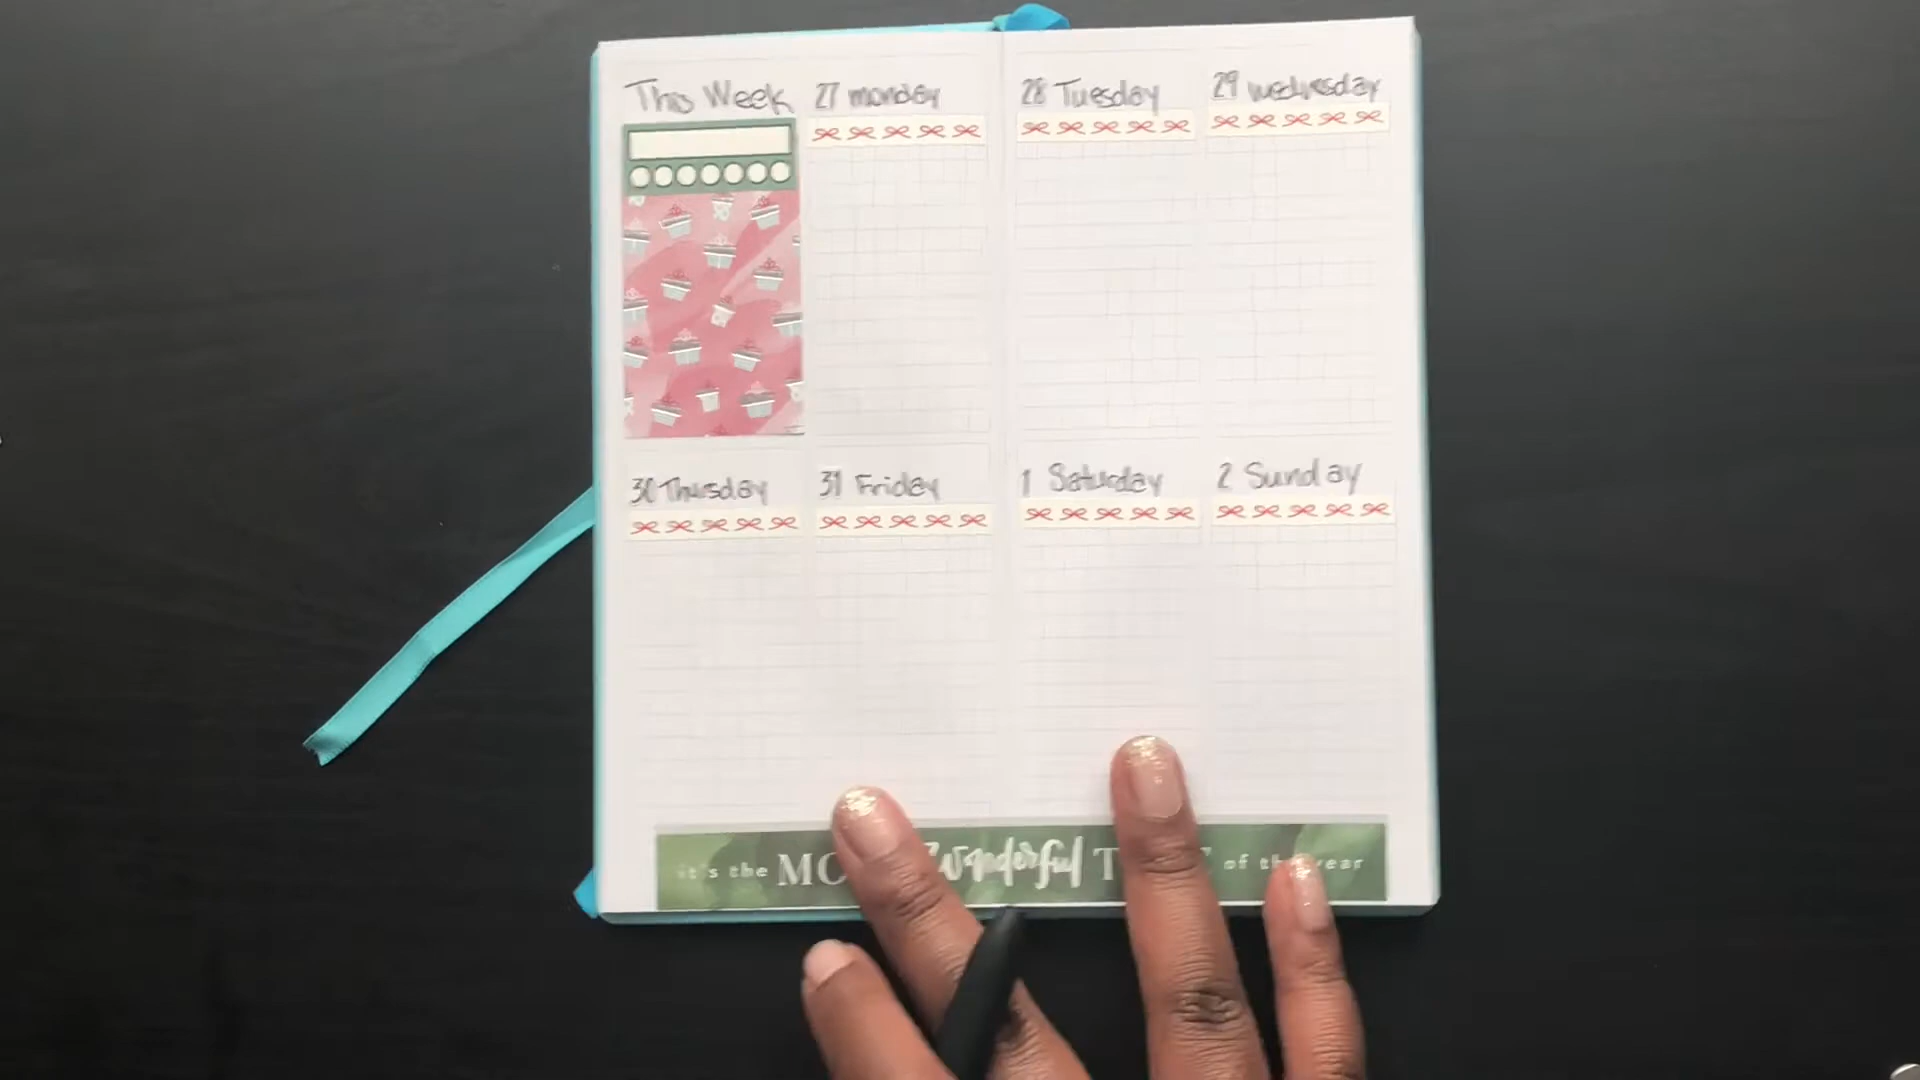 This Week
27 monday
28 Tuesday
29 wednesday
30 Thursday
31 Friday
1 Saturday
2 Sunday
it's the Wonderful of the year